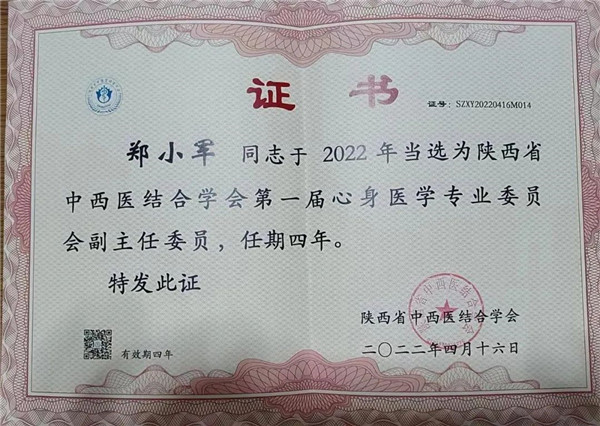 证书
证号：SZXY20220416M014
郑小军 同志于 2022 年当选为陕西省
中西医结合学会第一届心身医学专业委员
会副主任委员，任期四年。
特发此证
陕西省中西医结合学会
二〇二二年四月十六日
有效期四年